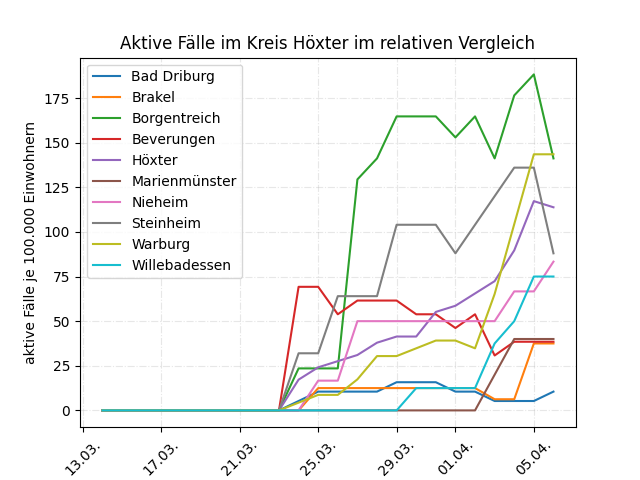 Aktive Fälle im Kreis Höxter im relativen Vergleich
aktive Fälle je 100.000 Einwohnern
175
150
125
100
75
50
25
0
Bad Driburg
Brakel
Borgentreich
Beverungen
Höxter
Marienmünster
Nieheim
Steinheim
Warburg
Willebadessen
13.03.
17.03.
21.03.
25.03.
29.03.
01.04.
05.04.